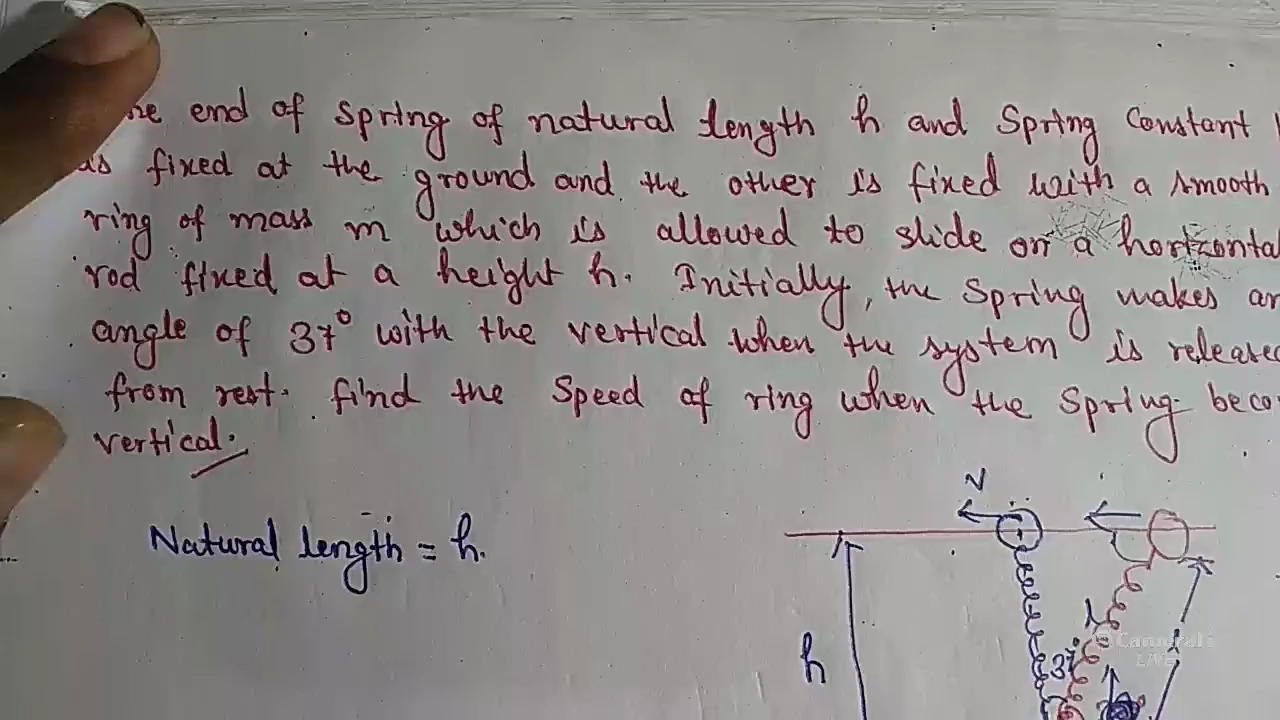 end of Spring of natural length h and Spring Constant
is fixed at the ground and the other is fixed with a smooth
ring of mass m which is allowed to slide on a horizontal
rod fixed at a height h. Initially, the Spring makes an
angle of 37° with the vertical when the system is released
from rest. find the Speed of ring when the Spring beco
vertical.
Natural length = h.
V
h
37°